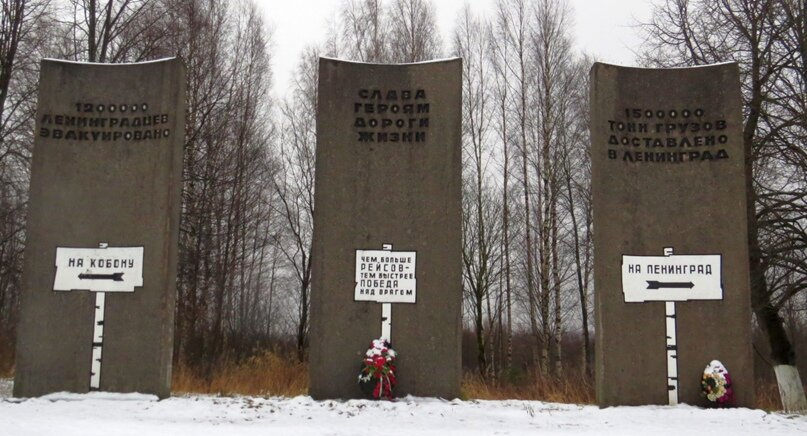 1200000
ЛЕНИНГРАДЦЕВ
ЭВАКУИРОВАНО
НА КОБОНУ
СЛАВА
ГЕРОЯМ
ДОРОГИ
ЖИЗНИ
ЧЕМ БОЛЬШЕ
РЕЙСОВ-
ТЕМ БЫСТРЕЕ
ПОБЕДА
НАД ВРАГОМ
1500000
ТОНН ГРУЗОВ
ДОСТАВЛЕНО
В ЛЕНИНГРАД
НА ЛЕНИНГРАД